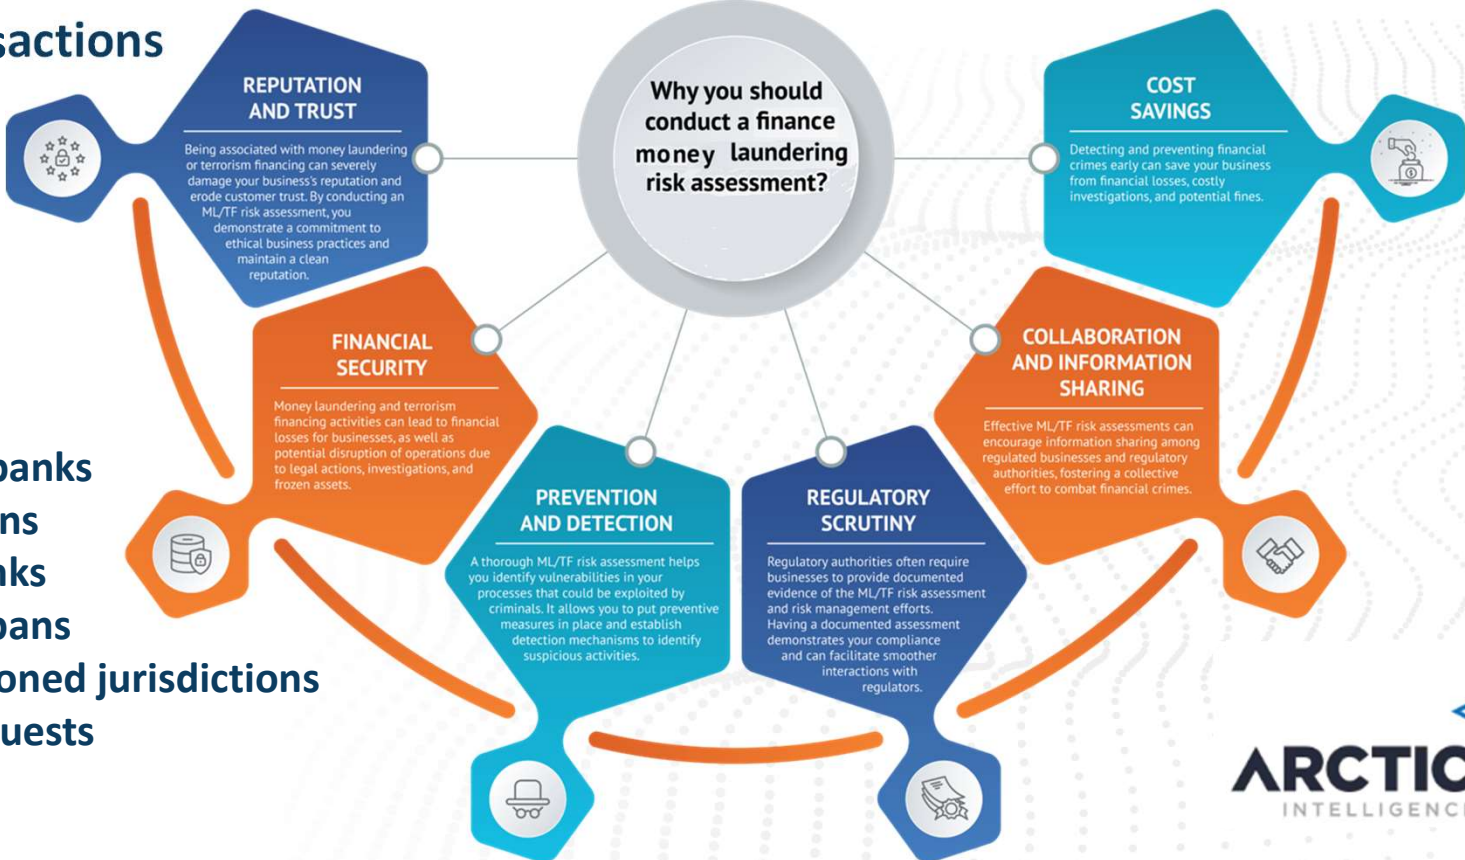 sactions
Why you should
conduct a finance
money laundering
risk assessment?
REPUTATION
AND TRUST
Being associated with money laundering
or terrorism financing can severely
damage your business's reputation and
erode customer trust. By conducting an
ML/TF risk assessment, you
demonstrate a commitment to
ethical business practices and
maintain a clean
reputation.
FINANCIAL
SECURITY
Money laundering and terrorism
financing activities can lead to financial
losses for businesses, as well as
potential disruption of operations due
to legal actions, investigations, and
frozen assets.
PREVENTION
AND DETECTION
A thorough ML/TF risk assessment helps
you identify vulnerabilities in your
processes that could be exploited by
criminals. It allows you to put preventive
measures in place and establish
detection mechanisms to identify
suspicious activities.
REGULATORY
SCRUTINY
Regulatory authorities often require
businesses to provide documented
evidence of the ML/TF risk assessment
and risk management efforts.
Having a documented assessment
demonstrates your compliance
and can facilitate smoother
interactions with
regulators.
COLLABORATION
AND INFORMATION
SHARING
Effective ML/TF risk assessments can
encourage information sharing among
regulated businesses and regulatory
authorities, fostering a collective
effort to combat financial crimes.
COST
SAVINGS
Detecting and preventing financial
crimes early can save your business
from financial losses, costly
investigations, and potential fines.
banks
ns
nks
oans
oned jurisdictions
uests
ARCTIC
INTELLIGENC